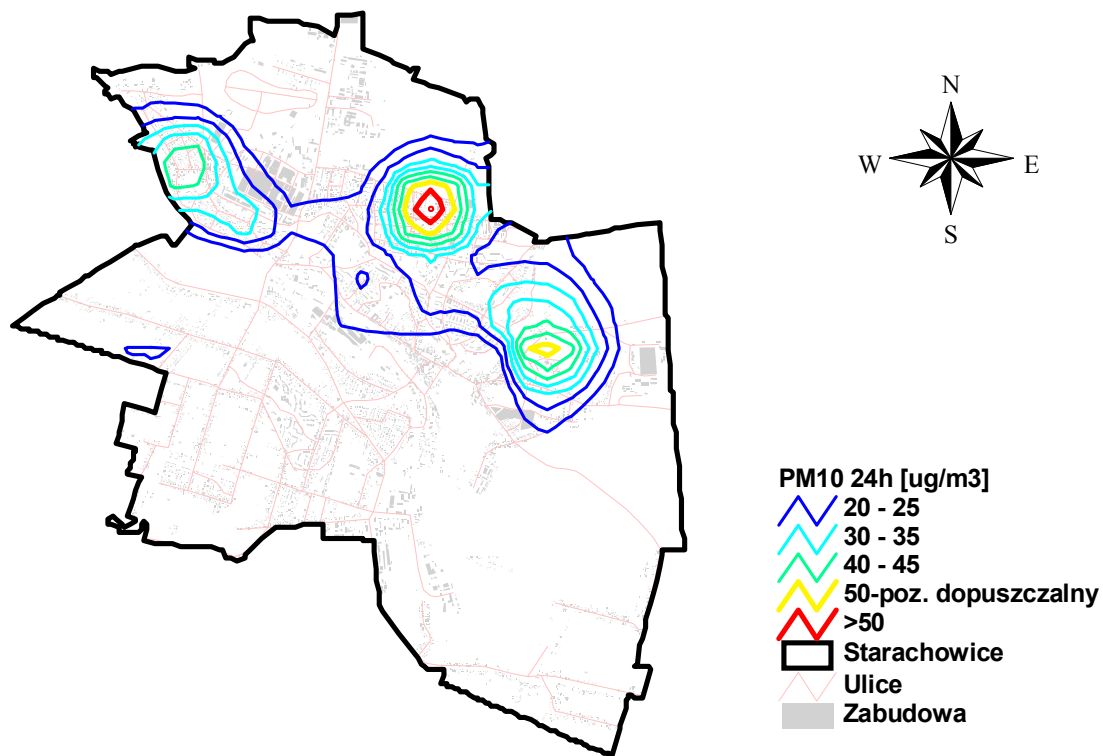 N
W
E
S
PM10 24h [ug/m3]
20 - 25
30 - 35
40 - 45
50-poz. dopuszczalny
>50
Starachowice
Ulice
Zabudowa